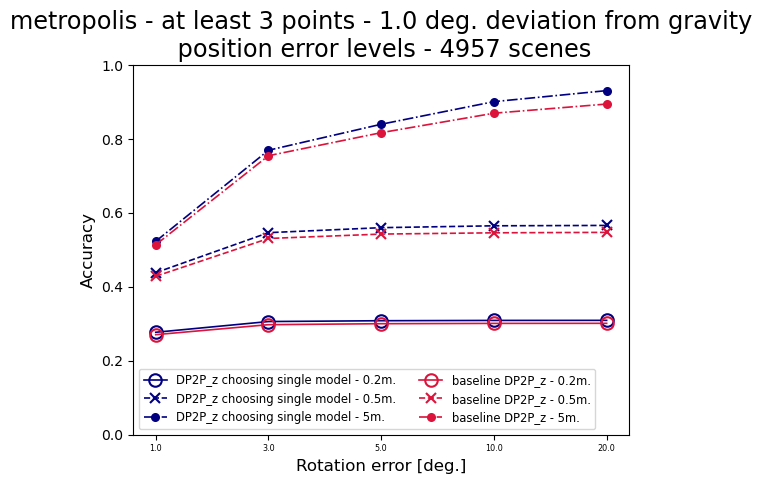 metropolis - at least 3 points - 1.0 deg. deviation from gravity
position error levels - 4957 scenes
1.0
0.8
0.6
0.4
0.2
0.0
Accuracy
DP2P_z choosing single model - 0.2m.
DP2P_z choosing single model - 0.5m.
DP2P_z choosing single model - 5m.
baseline DP2P_z - 0.2m.
baseline DP2P_z - 0.5m.
baseline DP2P_z - 5m.
1.0 3.0 5.0 10.0 20.0
Rotation error [deg.]